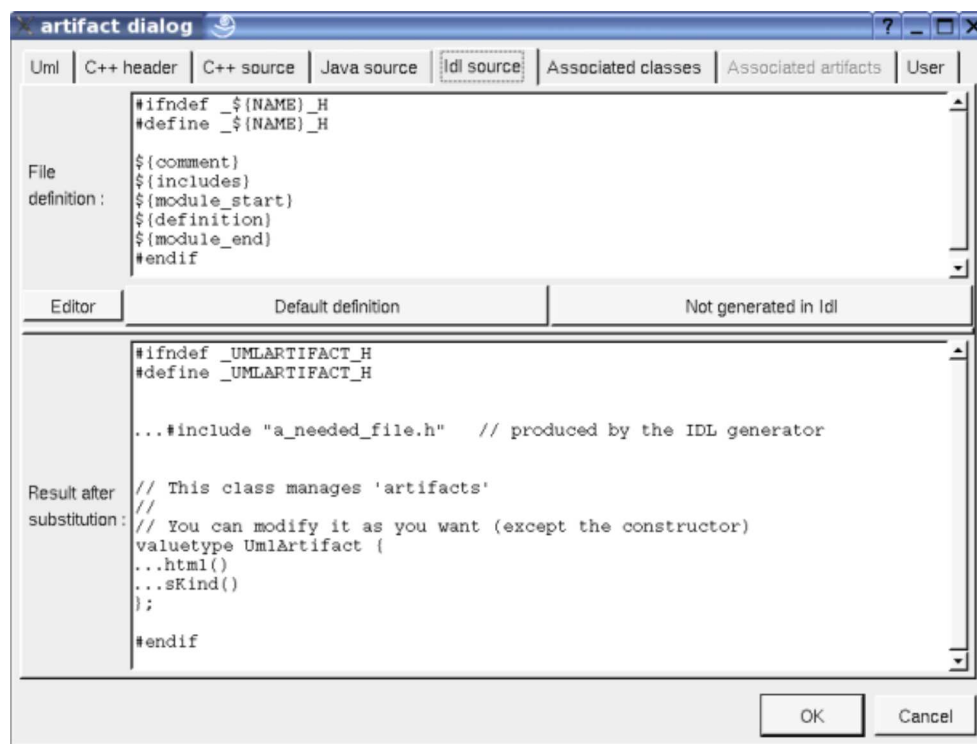 artifact dialog
Uml C++ header C++ source Java source Idl source Associated classes Associated artifacts User
File definition :
#ifndef _${NAME}_H
#define _${NAME}_H
${comment}
${includes}
${module_start}
${definition}
${module_end}
#endif
Editor Default definition Not generated in Idl
Result after substitution :
#ifndef _UMLARTIFACT_H
#define _UMLARTIFACT_H
...#include "a_needed_file.h" // produced by the IDL generator
// This class manages 'artifacts'
//
// You can modify it as you want (except the constructor)
valuetype UmlArtifact {
...html()
...sKind()
};
#endif
OK Cancel